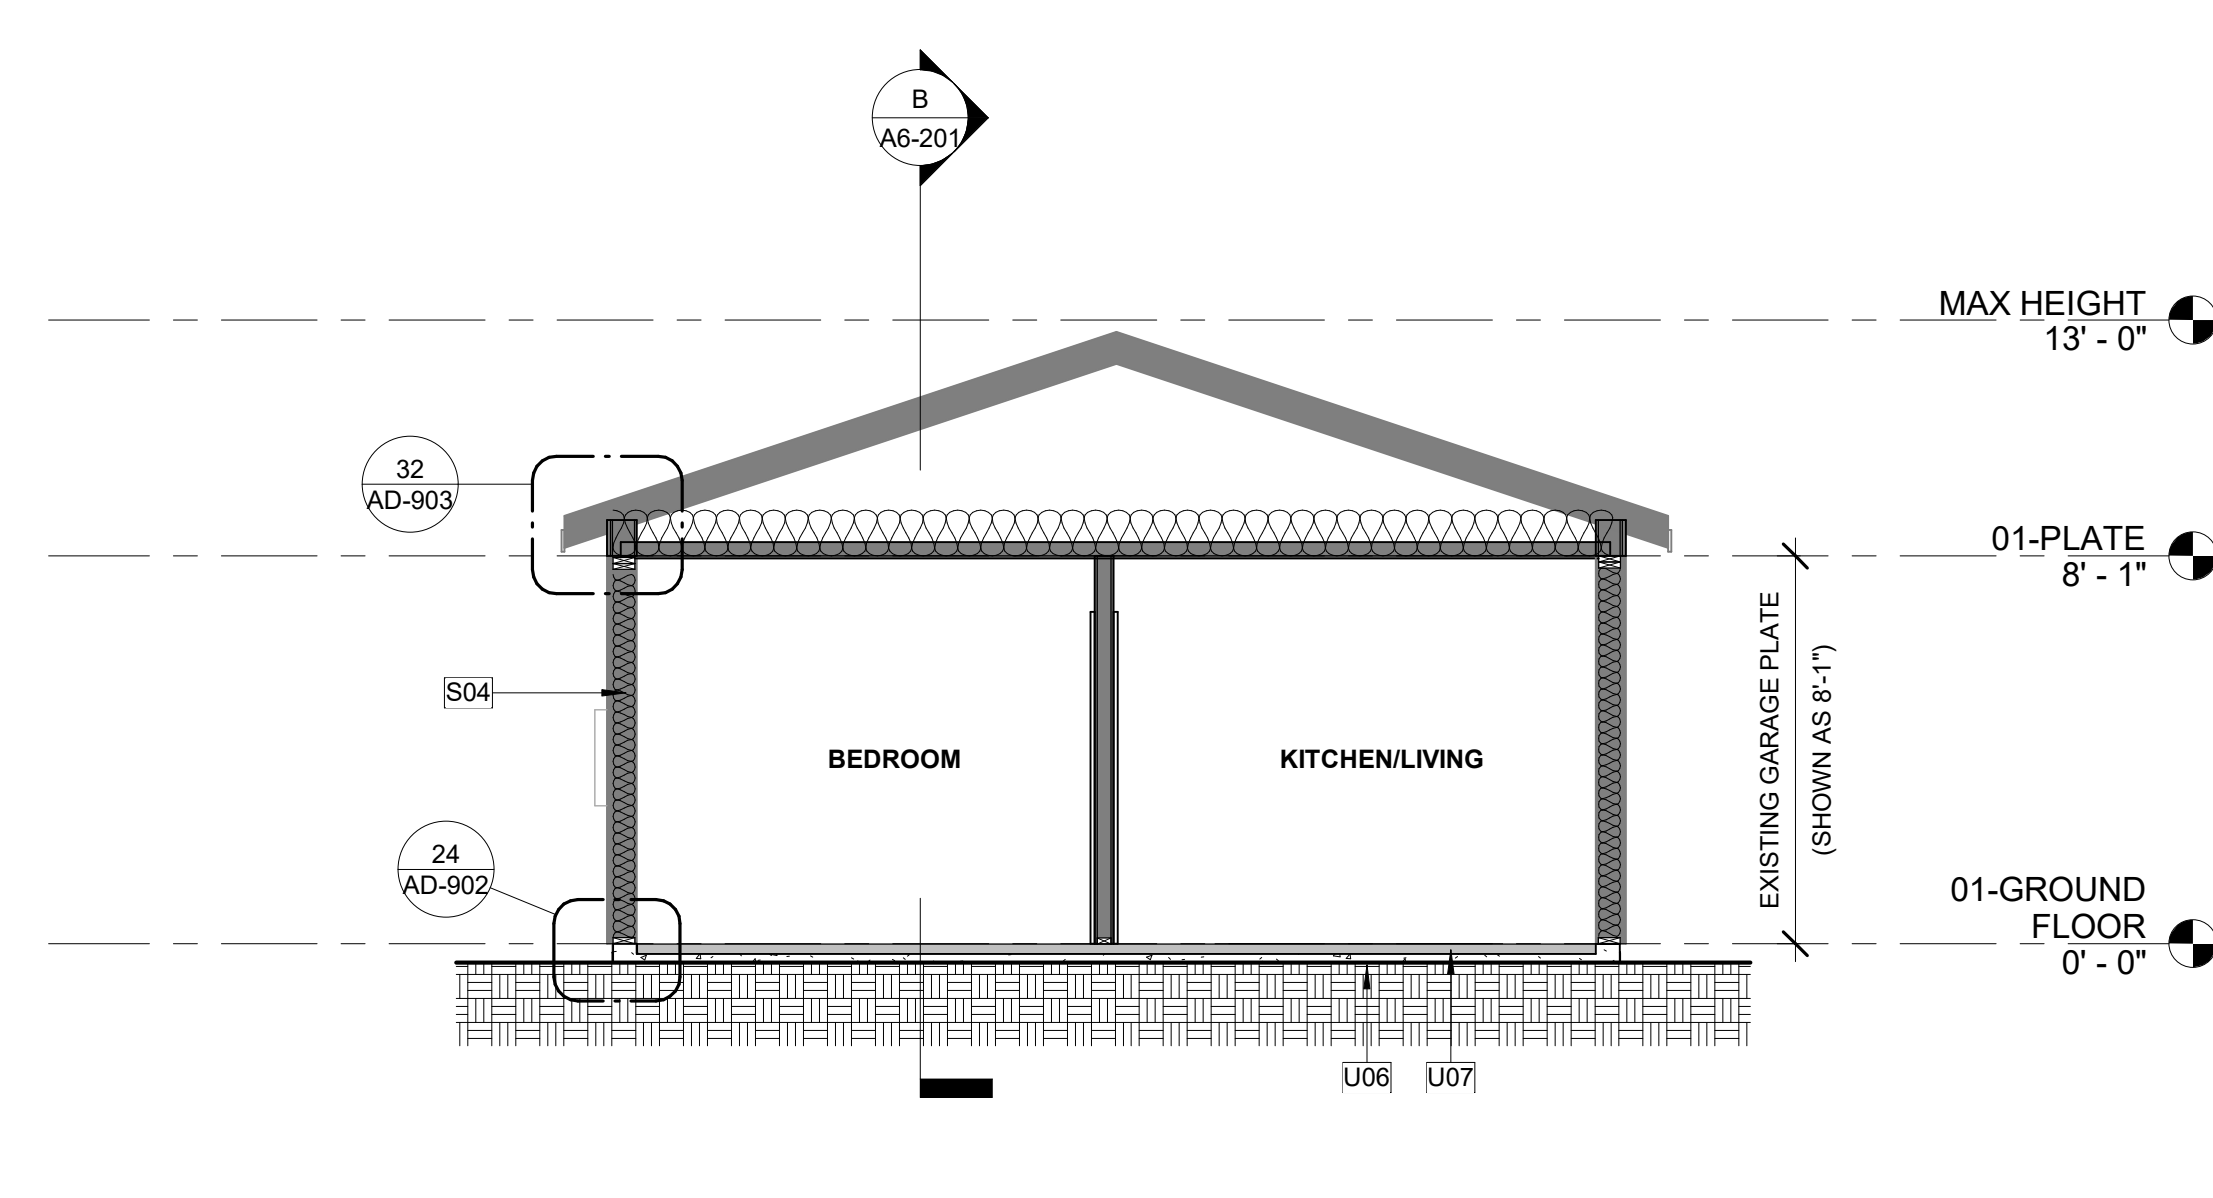 B
A6-201
MAX HEIGHT
13' - 0"
32
AD-903
01-PLATE
8' - 1"
EXISTING GARAGE PLATE
(SHOWN AS 8'-1")
S04
BEDROOM
KITCHEN/LIVING
24
AD-902
01-GROUND
FLOOR
0' - 0"
U06
U07